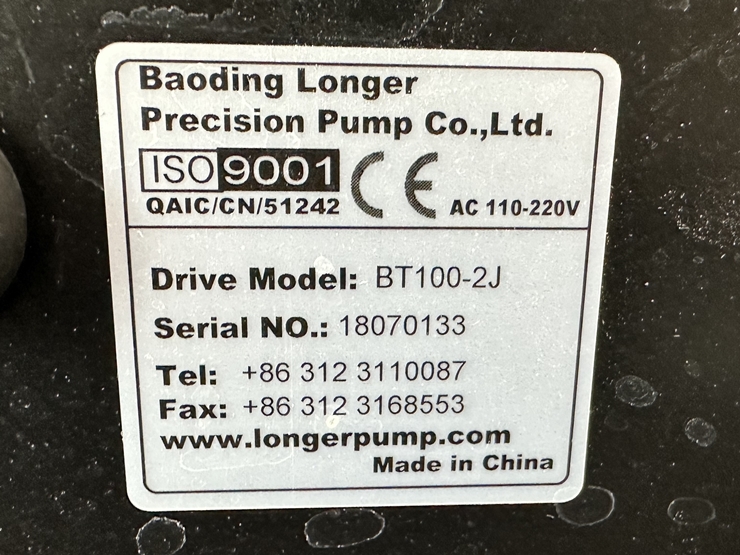 Baoding Longer
Precision Pump Co.,Ltd.
ISO 9001 CE
QAIC/CN/51242 AC 110-220V
Drive Model: BT100-2J
Serial NO.: 18070133
Tel: +86 312 3110087
Fax: +86 312 3168553
www.longerpump.com
Made in China